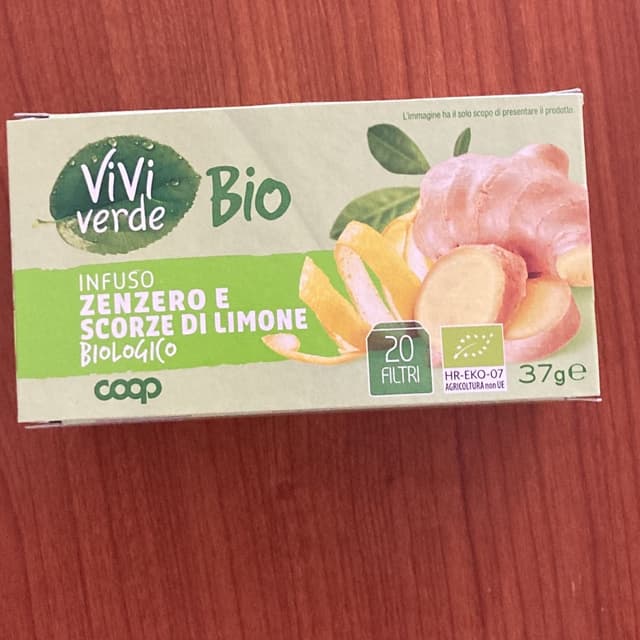 L'immagine ha il solo scopo di presentare il prodotto.
ViVi
verde
Bio
INFUSO
ZENZERO E
SCORZE DI LIMONE
BIOLOGICO
coop
20
FILTRI
HR-EKO-07
AGRICOLTURA non UE
37g℮